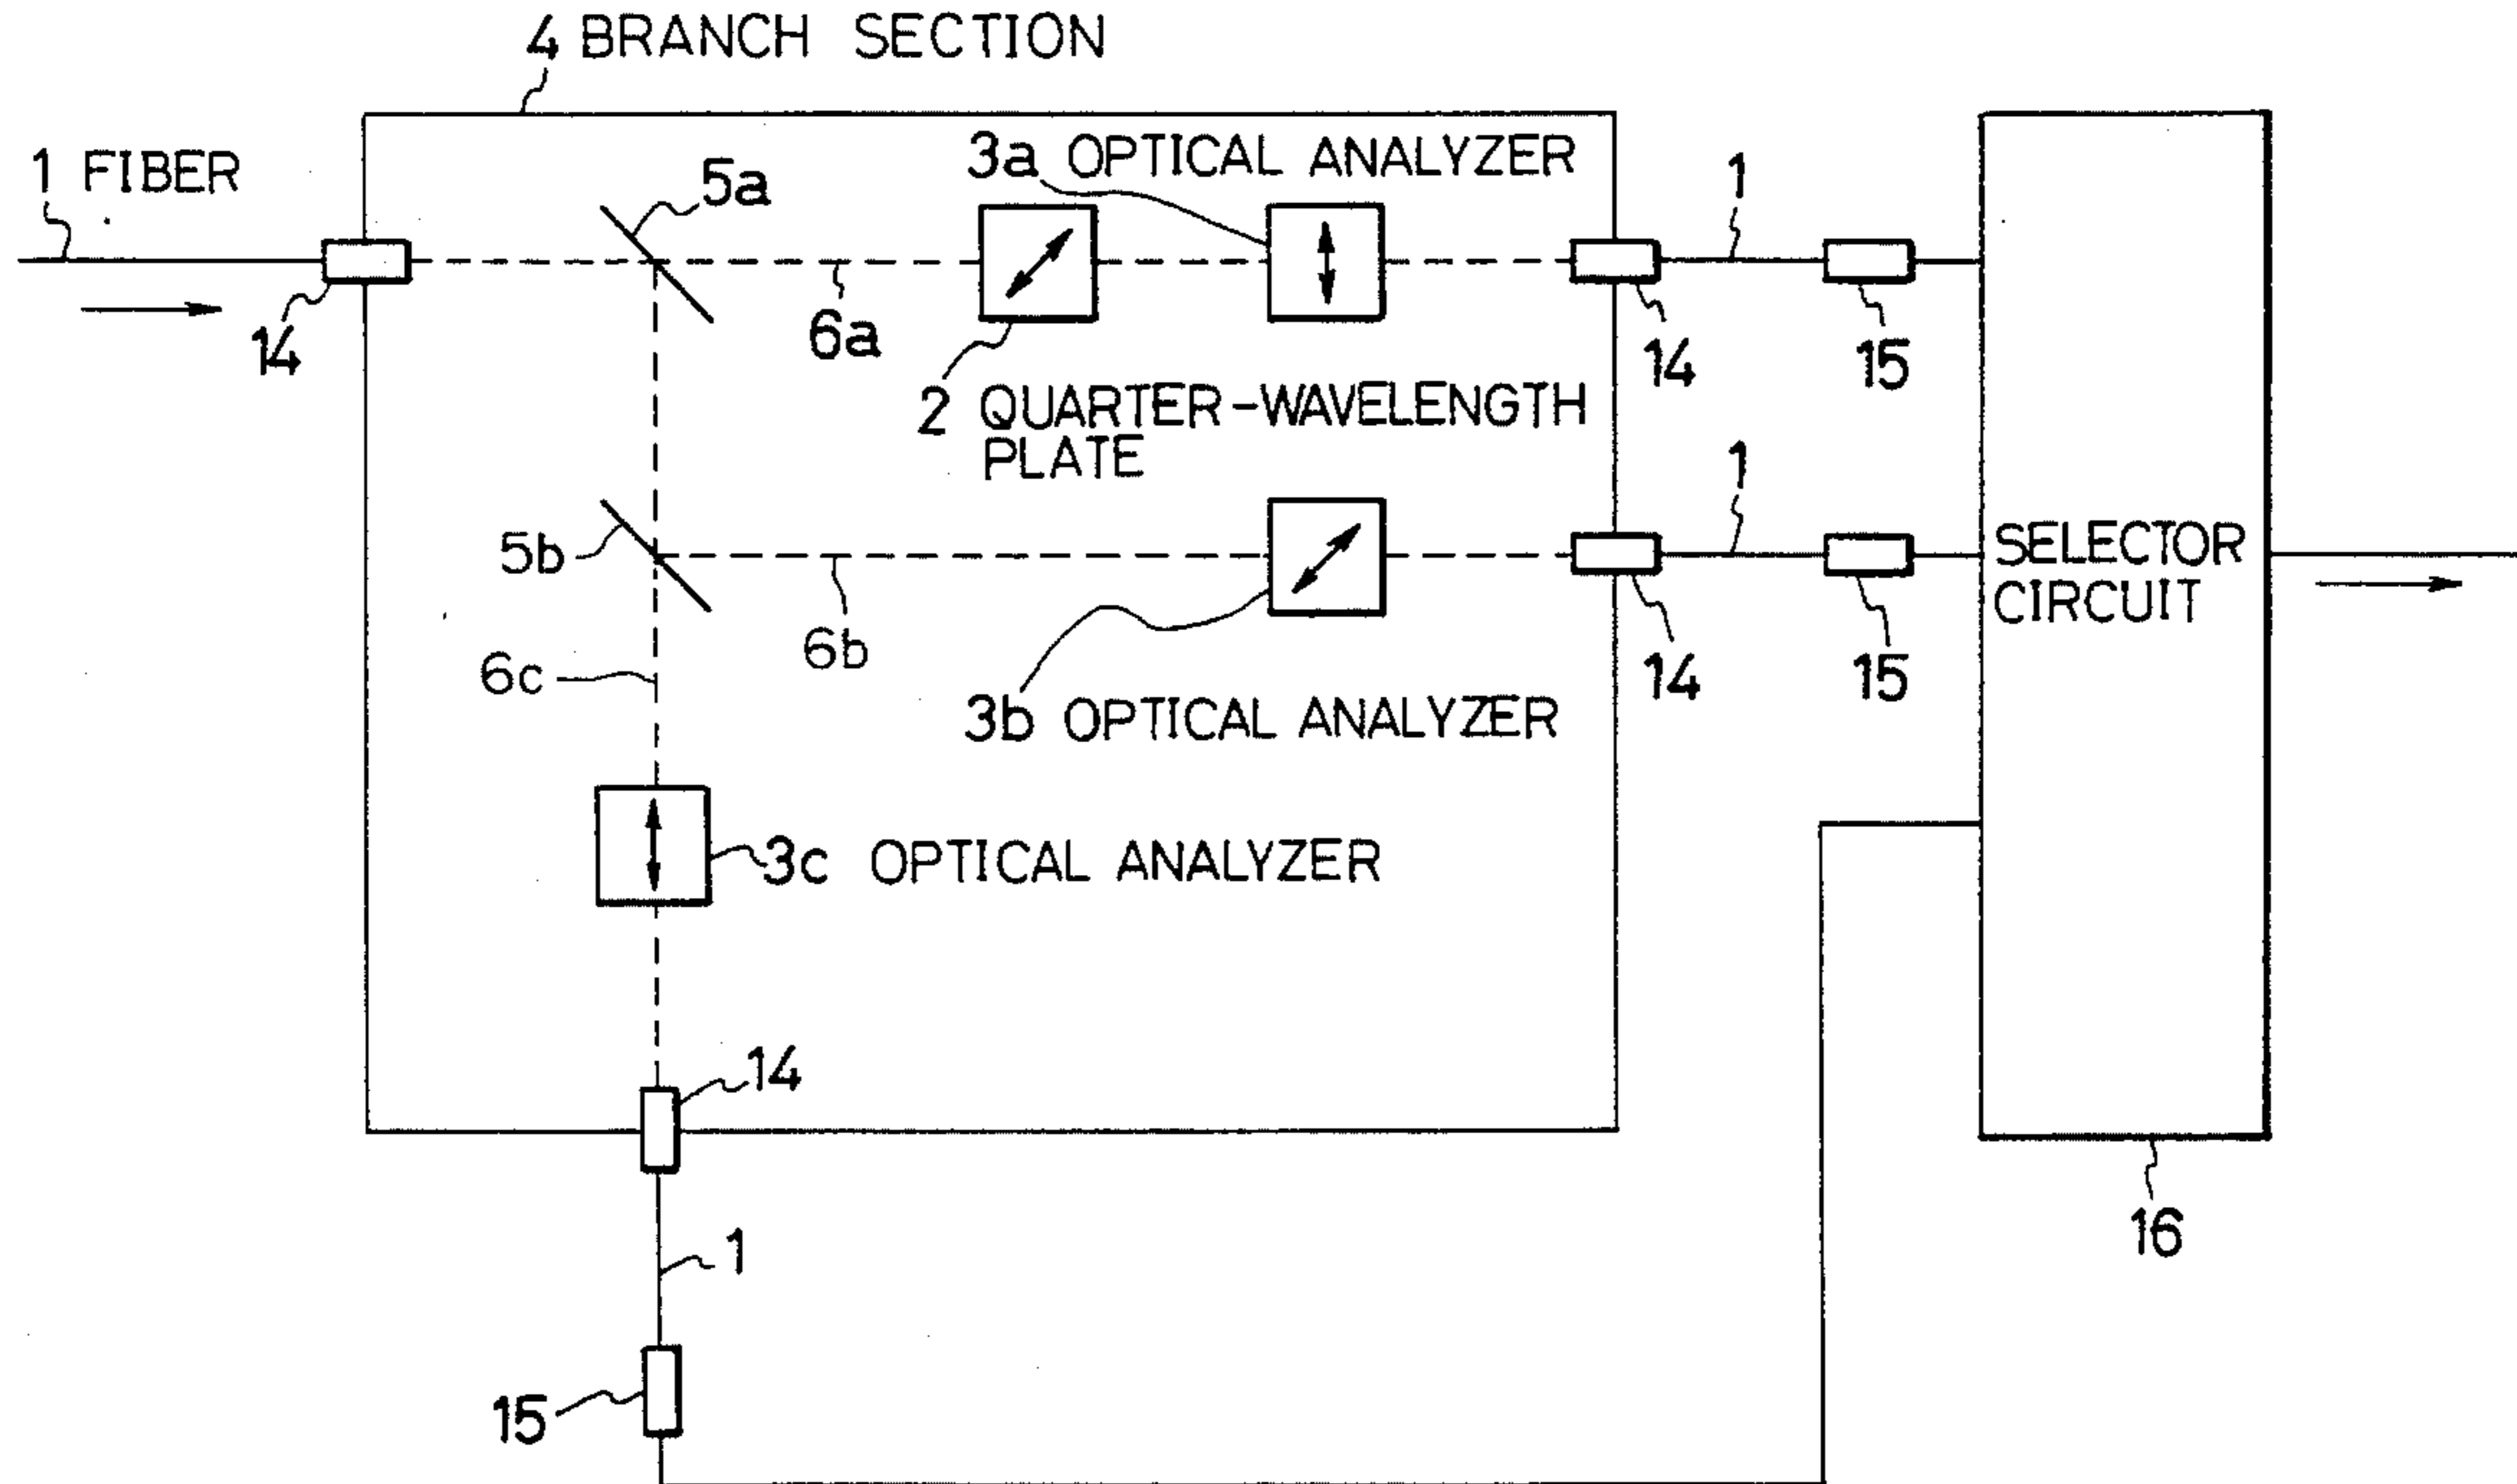 4 BRANCH SECTION
1 FIBER
5a
3a OPTICAL ANALYZER
1
14
6a
14
15
2 QUARTER-WAVELENGTH
PLATE
1
5b
SELECTOR
CIRCUIT
6b
6c
14
15
3b OPTICAL ANALYZER
3c OPTICAL ANALYZER
14
16
1
15